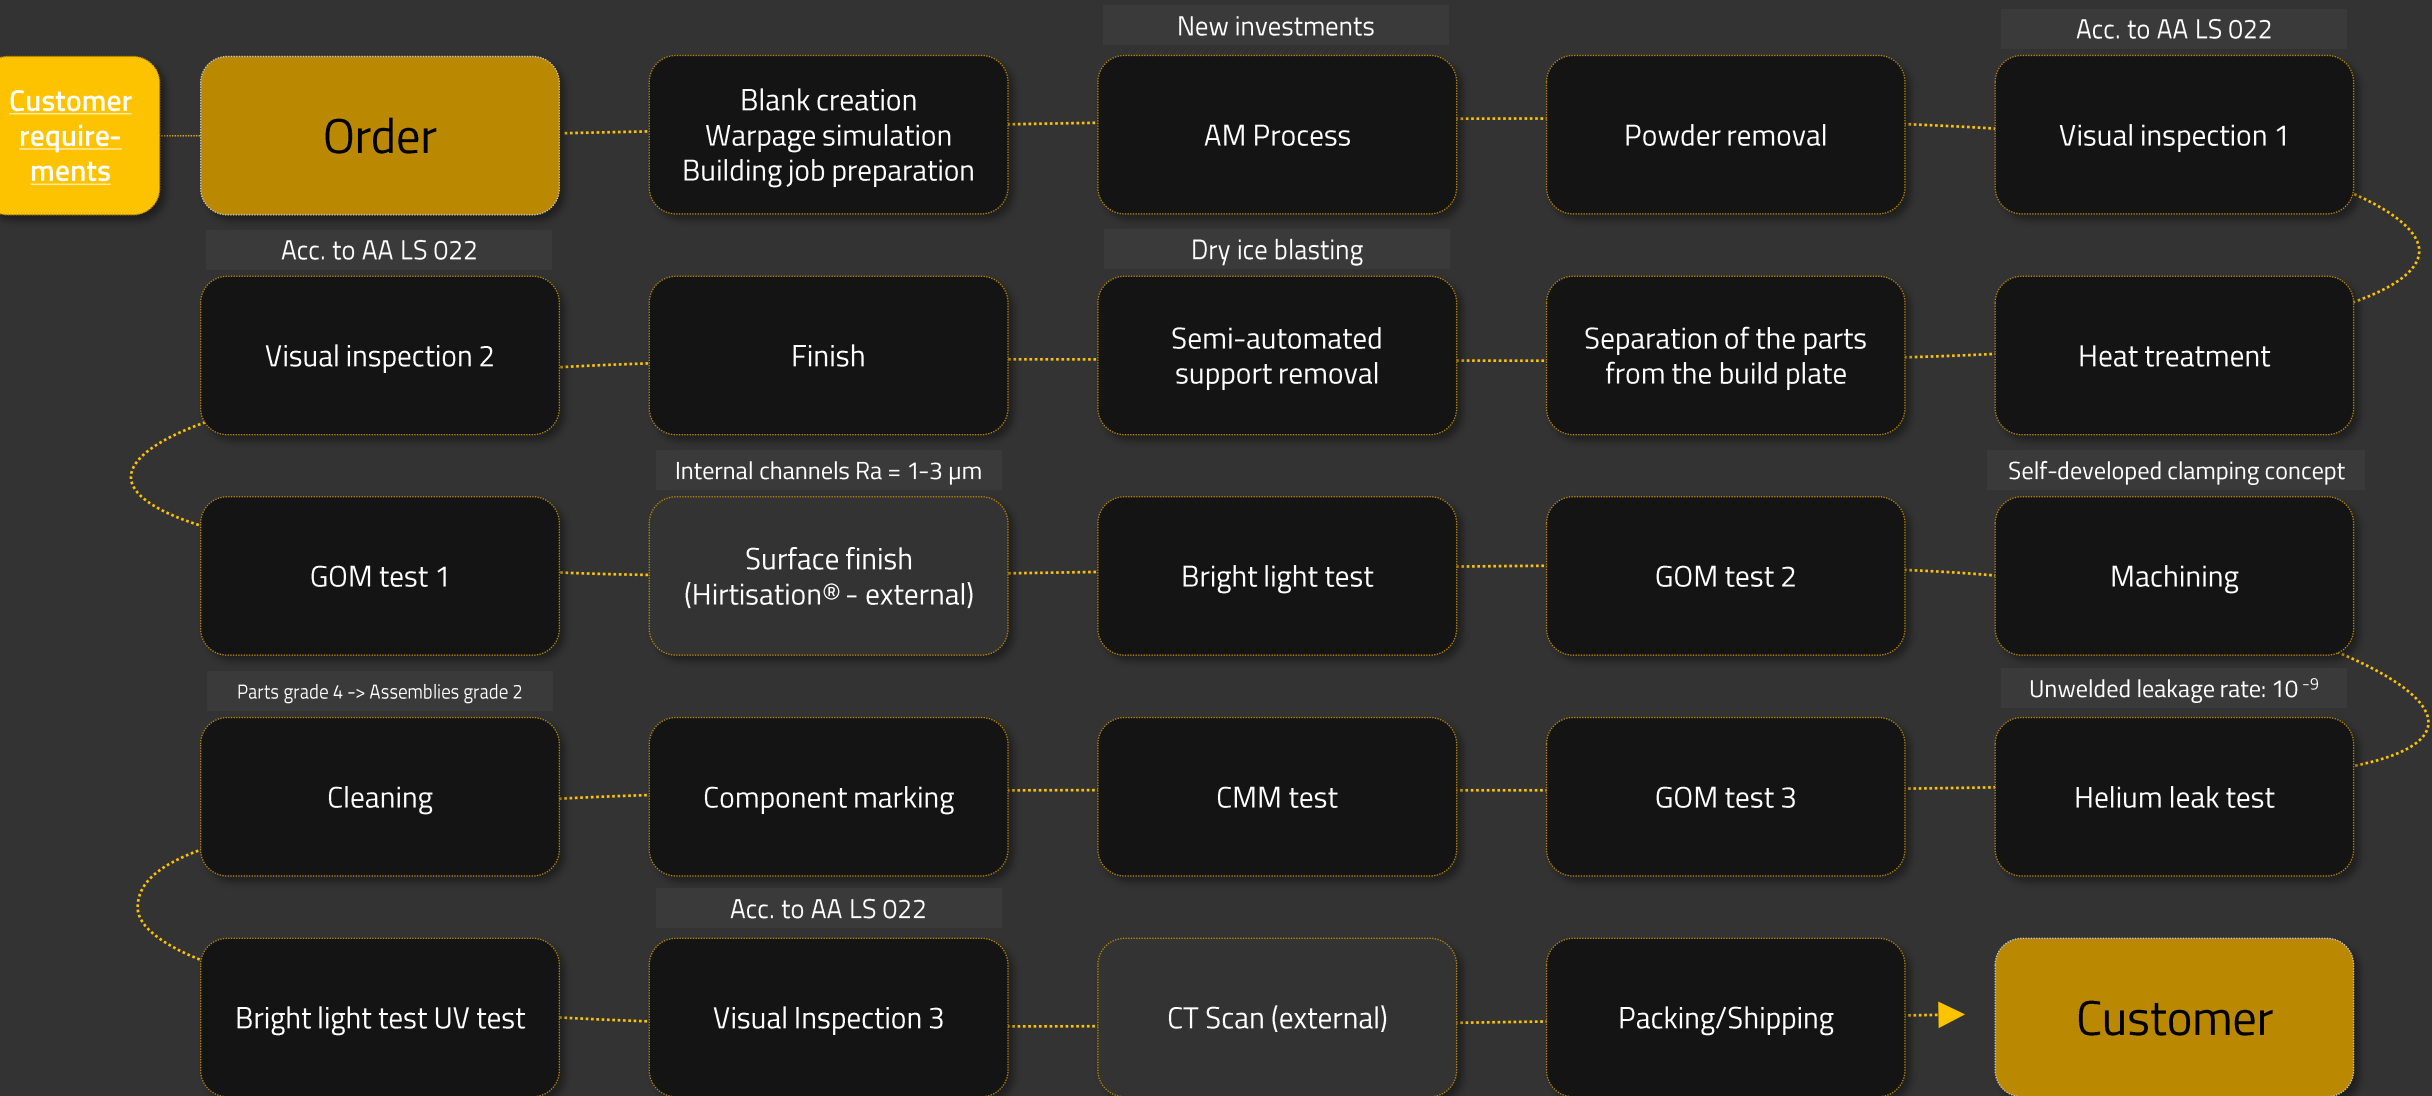 New investments
Acc. to AA LS 022
Customer
require-
ments
Order
Blank creation
Warpage simulation
Building job preparation
AM Process
Powder removal
Visual inspection 1
Acc. to AA LS 022
Dry ice blasting
Visual inspection 2
Finish
Semi-automated
support removal
Separation of the parts
from the build plate
Heat treatment
Internal channels Ra = 1-3 µm
Self-developed clamping concept
GOM test 1
Surface finish
(Hirtisation® - external)
Bright light test
GOM test 2
Machining
Parts grade 4 -> Assemblies grade 2
Unwelded leakage rate: 10⁻⁹
Cleaning
Component marking
CMM test
GOM test 3
Helium leak test
Acc. to AA LS 022
Bright light test UV test
Visual Inspection 3
CT Scan (external)
Packing/Shipping
Customer